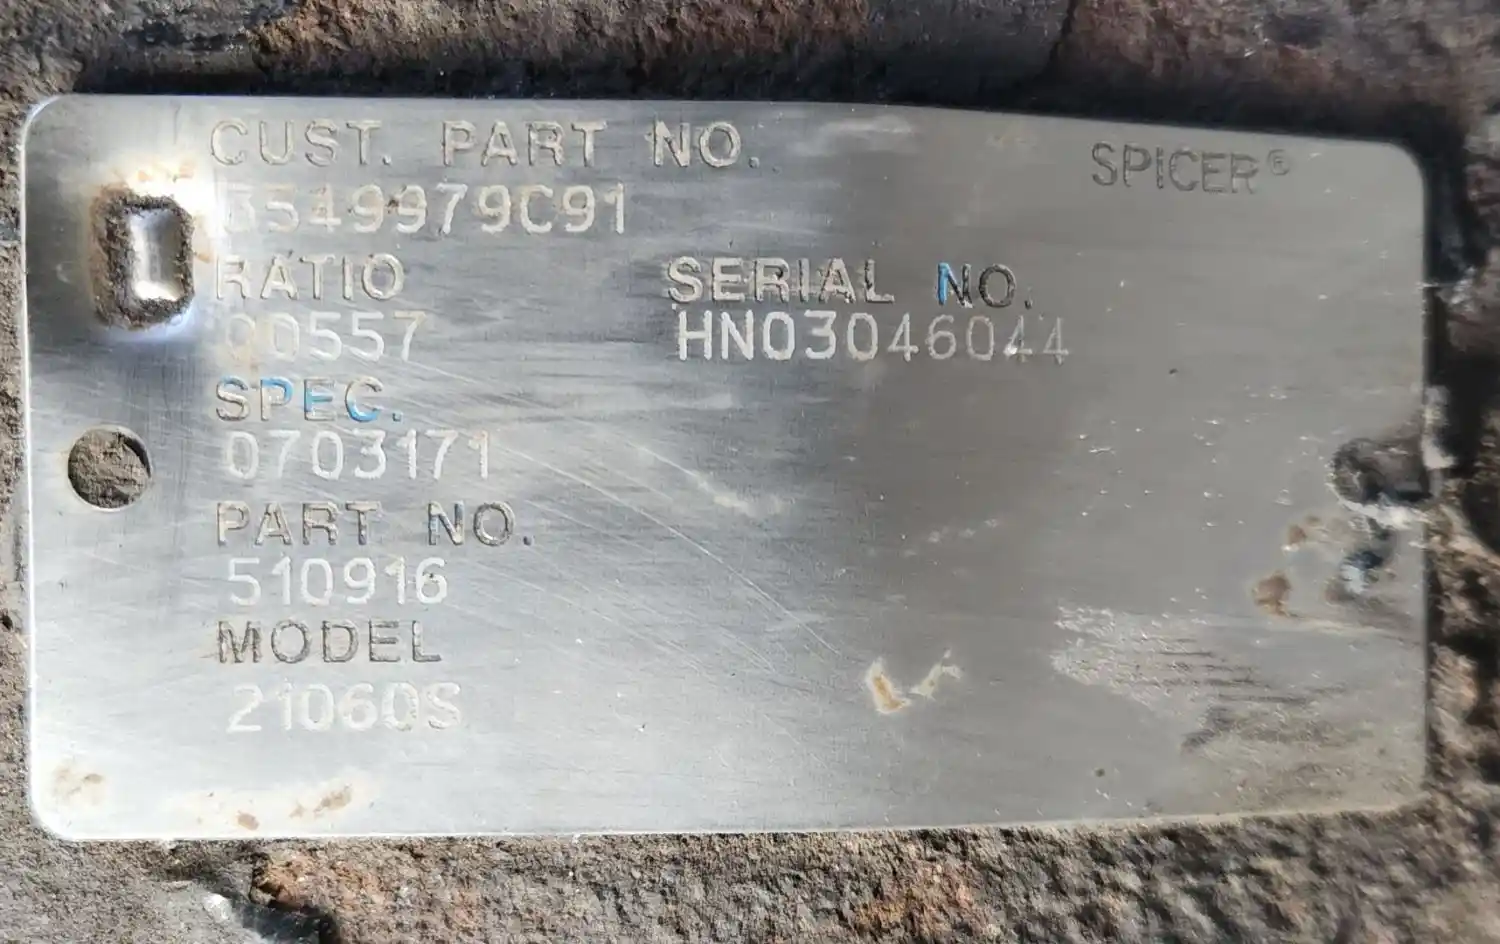 CUST. PART NO.
SPICER®
3549979C91
RATIO
SERIAL NO.
00557
HN03046044
SPEC.
0703171
PART NO.
510916
MODEL
21060S